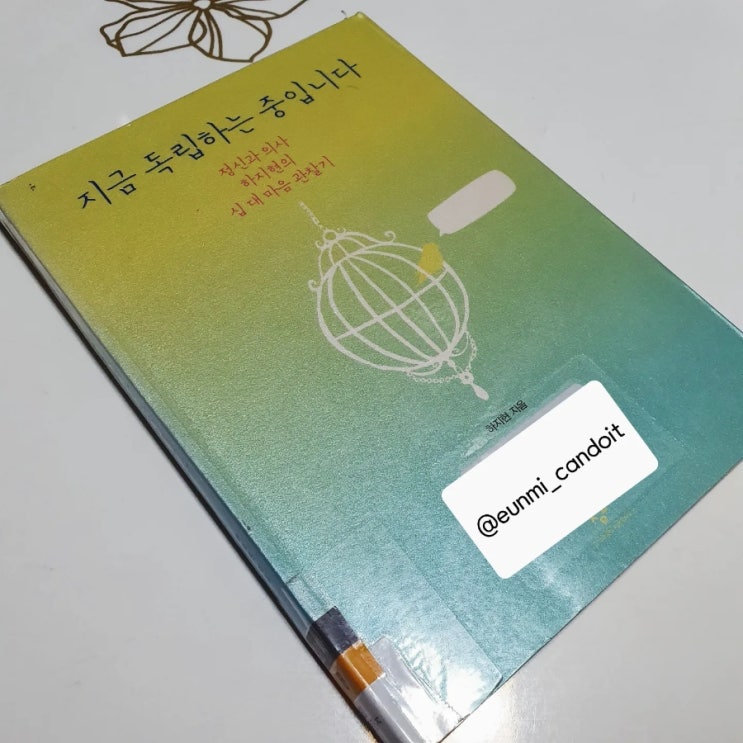 지금 독립하는 중입니다
정신과 의사
하지현의
십 대 마음 관찰기
하지현 지음
@eunmi_candoit